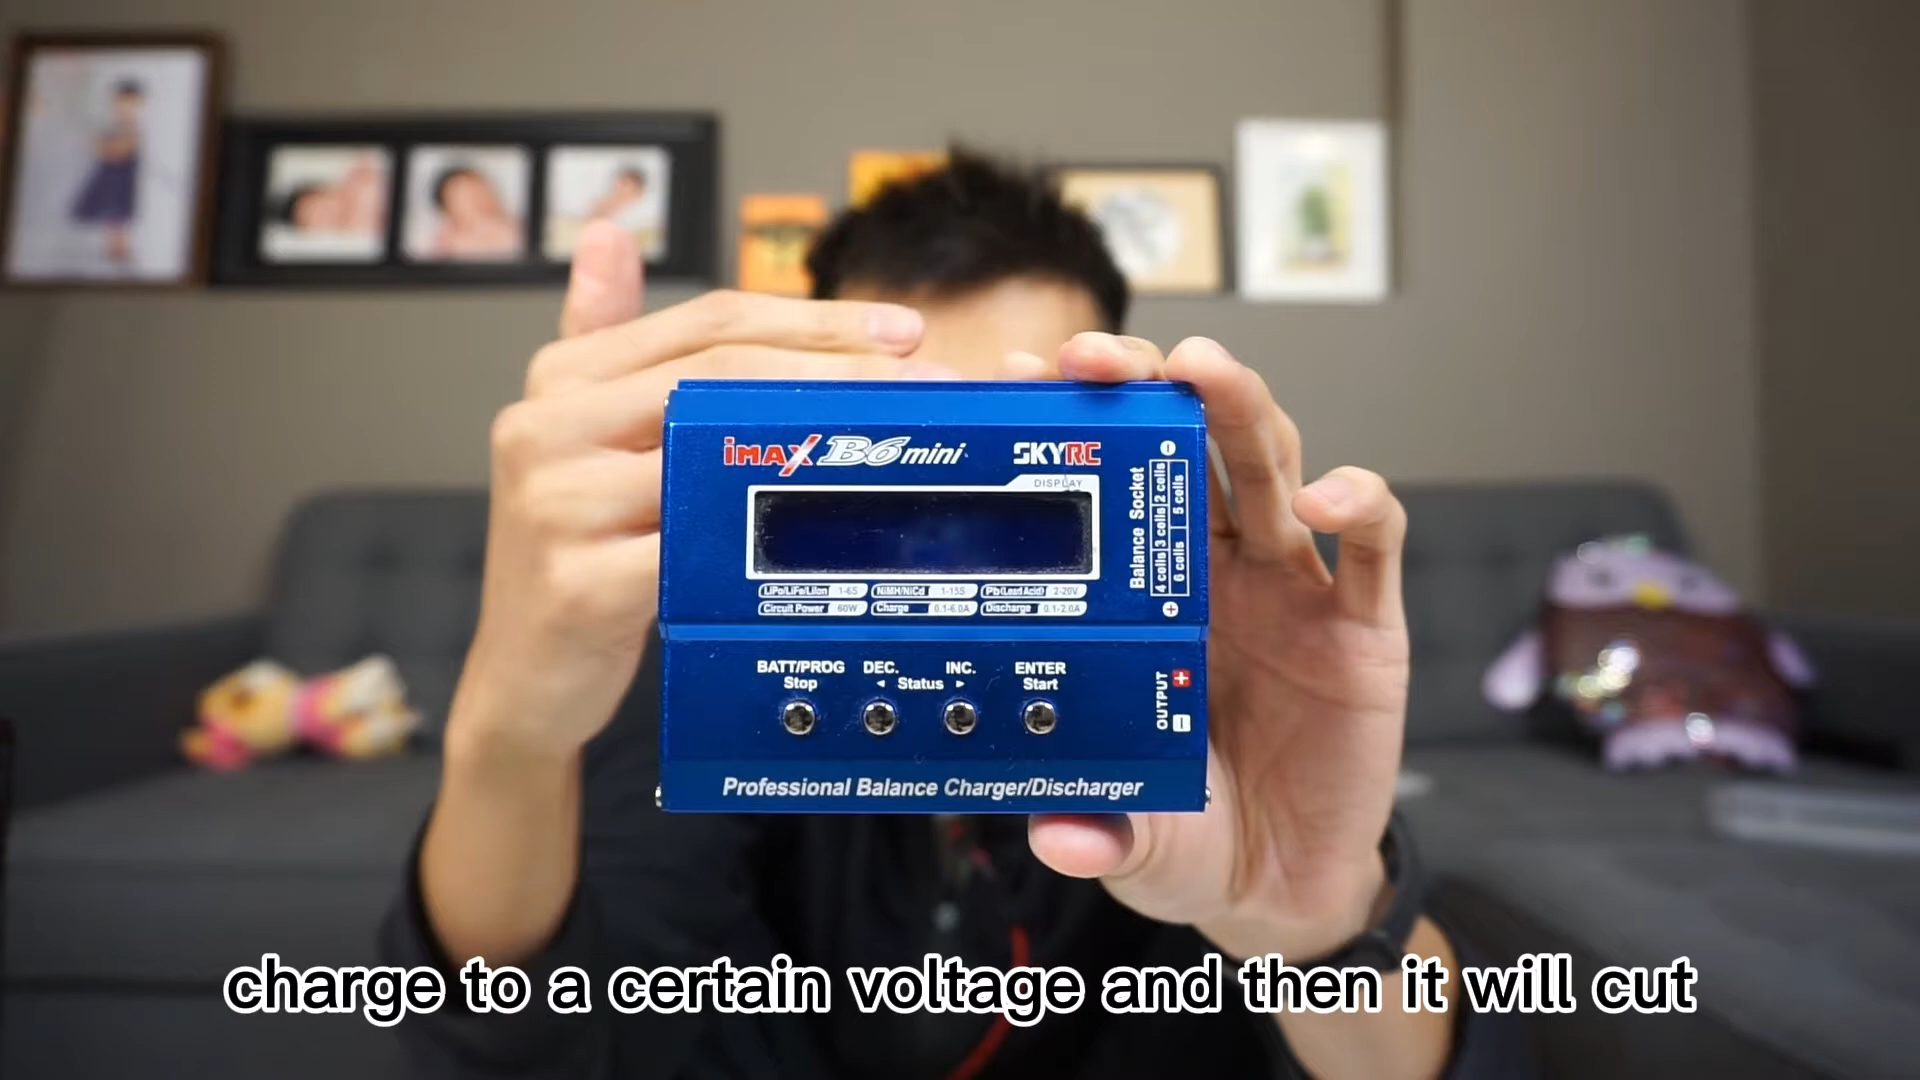 iMAX B6 mini SKYRC
DISPLAY
LiPo/LiFe/LiIon 1-6S NiMH/NiCd 1-15S Pb(Lead Acid) 2-20V
Circuit Power 60W Charge 0.1-6.0A Discharge 0.1-2.0A
Balance Socket
4 cells 3 cells 2 cells
6 cells 5 cells
BATT/PROG DEC. INC. ENTER
Stop ◄ Status ► Start
OUTPUT
Professional Balance Charger/Discharger
charge to a certain voltage and then it will cut